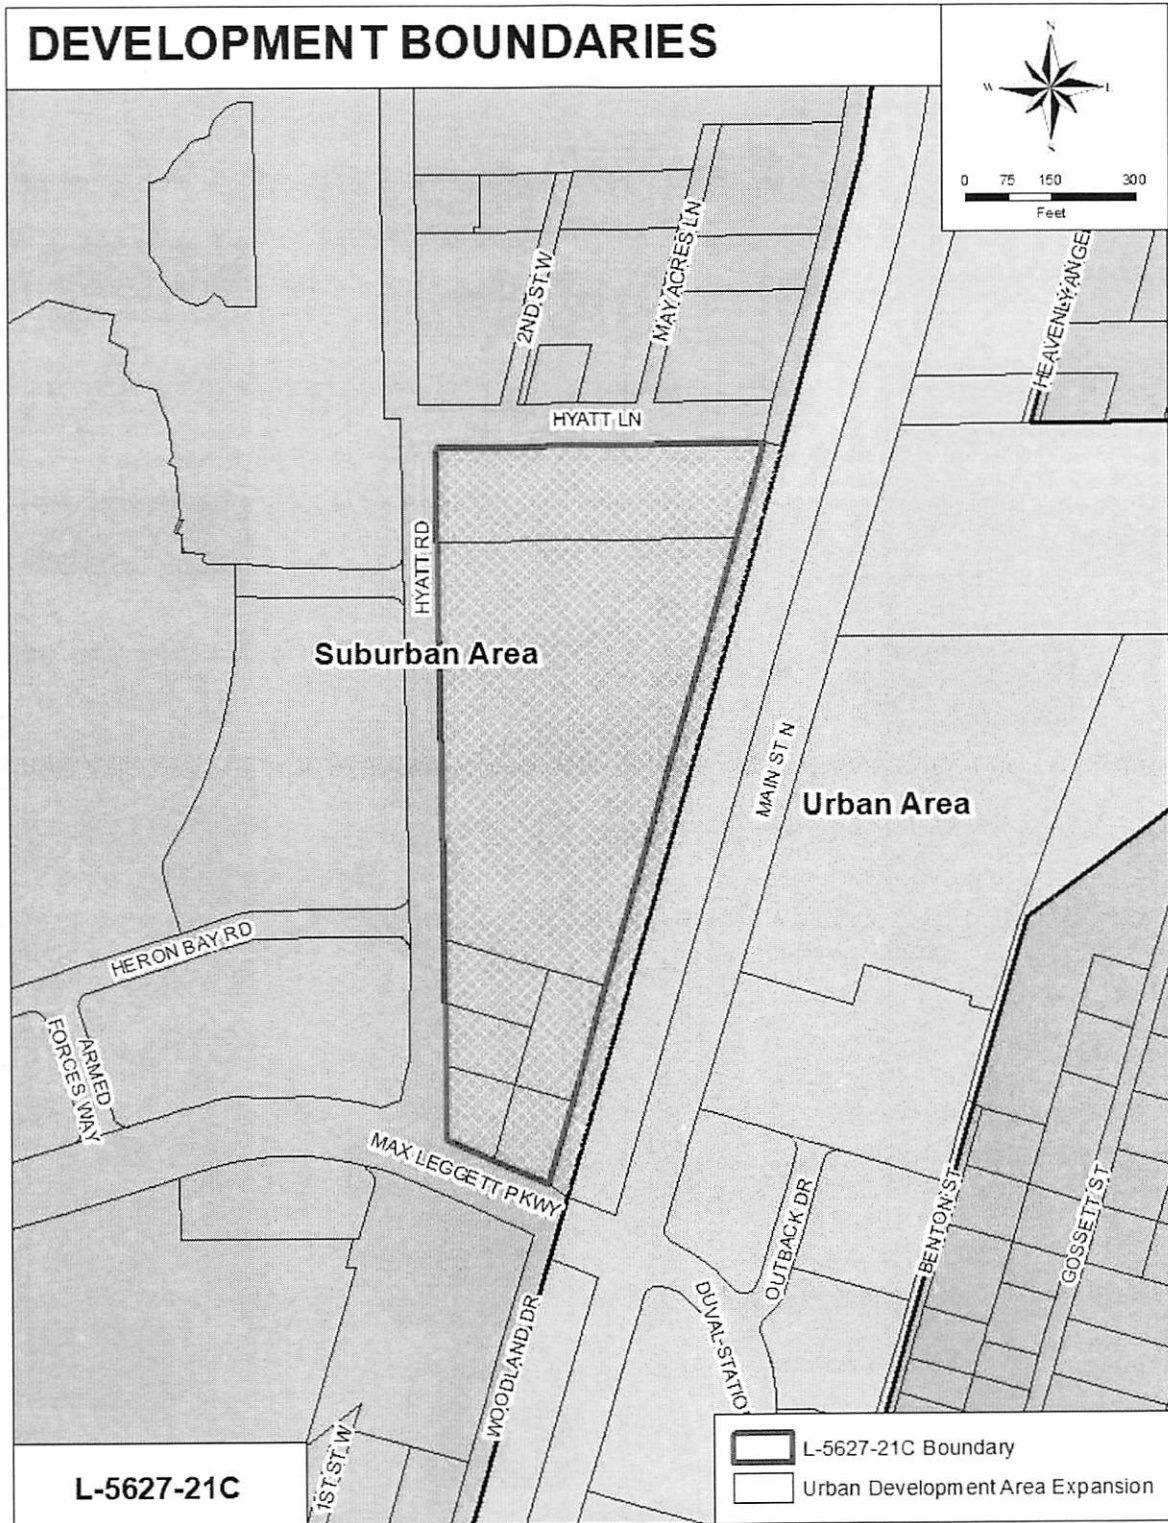 DEVELOPMENT BOUNDARIES
N
W
S
0 75 150 300
Feet
HEAVENLY ANGEL
2ND ST W
MAY ACRES LN
HYATT LN
HYATT RD
Suburban Area
MAIN ST N
Urban Area
HERON BAY RD
ARMED
FORCES WAY
MAX LEGGETT PKWY
BENTON ST
GOSSETT ST
OUTBACK DR
DUVAL-STATIO
WOODLAND DR
1ST ST W
L-5627-21C
L-5627-21C Boundary
Urban Development Area Expansion